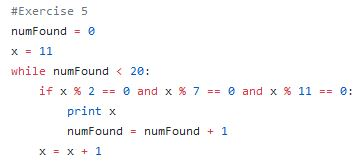 #Exercise 5
numFound = 0
x = 11
while numFound < 20:
    if x % 2 == 0 and x % 7 == 0 and x % 11 == 0:
        print x
        numFound = numFound + 1
    x = x + 1